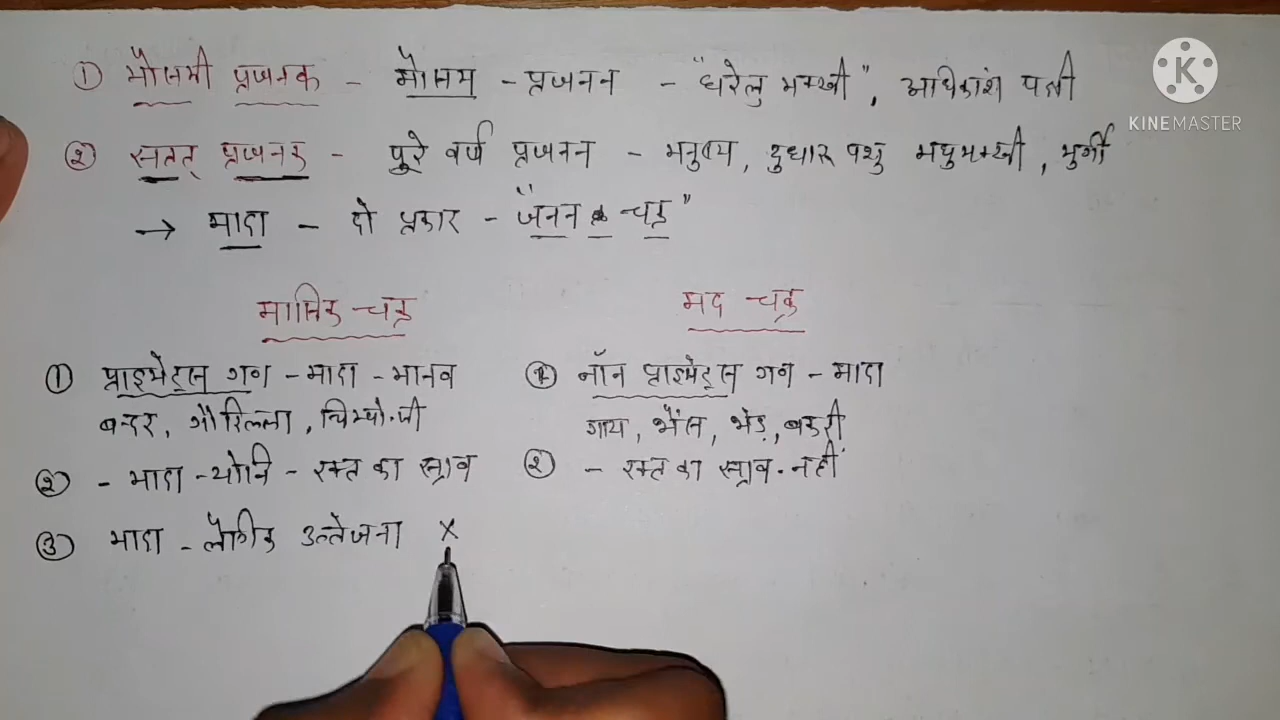 ① मौसमी प्रजनक - मौसम - प्रजनन - "घरेलु मक्खी", अधिकांश पक्षी
② सतत् प्रजनक - पूरे वर्ष प्रजनन - मनुष्य, दुधारू पशु मधुमक्खी, मुर्गी
→ मादा - दो प्रकार - "जनन चक्र"
मासिक चक्र
① प्राइमेट्स गण - मादा - मानव
बन्दर, गौरिल्ला, चिम्पांजी
② - मादा - योनि - रक्त का स्त्राव
③ मादा - लैंगिक उत्तेजना ×
मद चक्र
① नॉन प्राइमेट्स गण - मादा
गाय, भैंस, भेड़, बकरी
② - रक्त का स्त्राव - नहीं
KINEMASTER